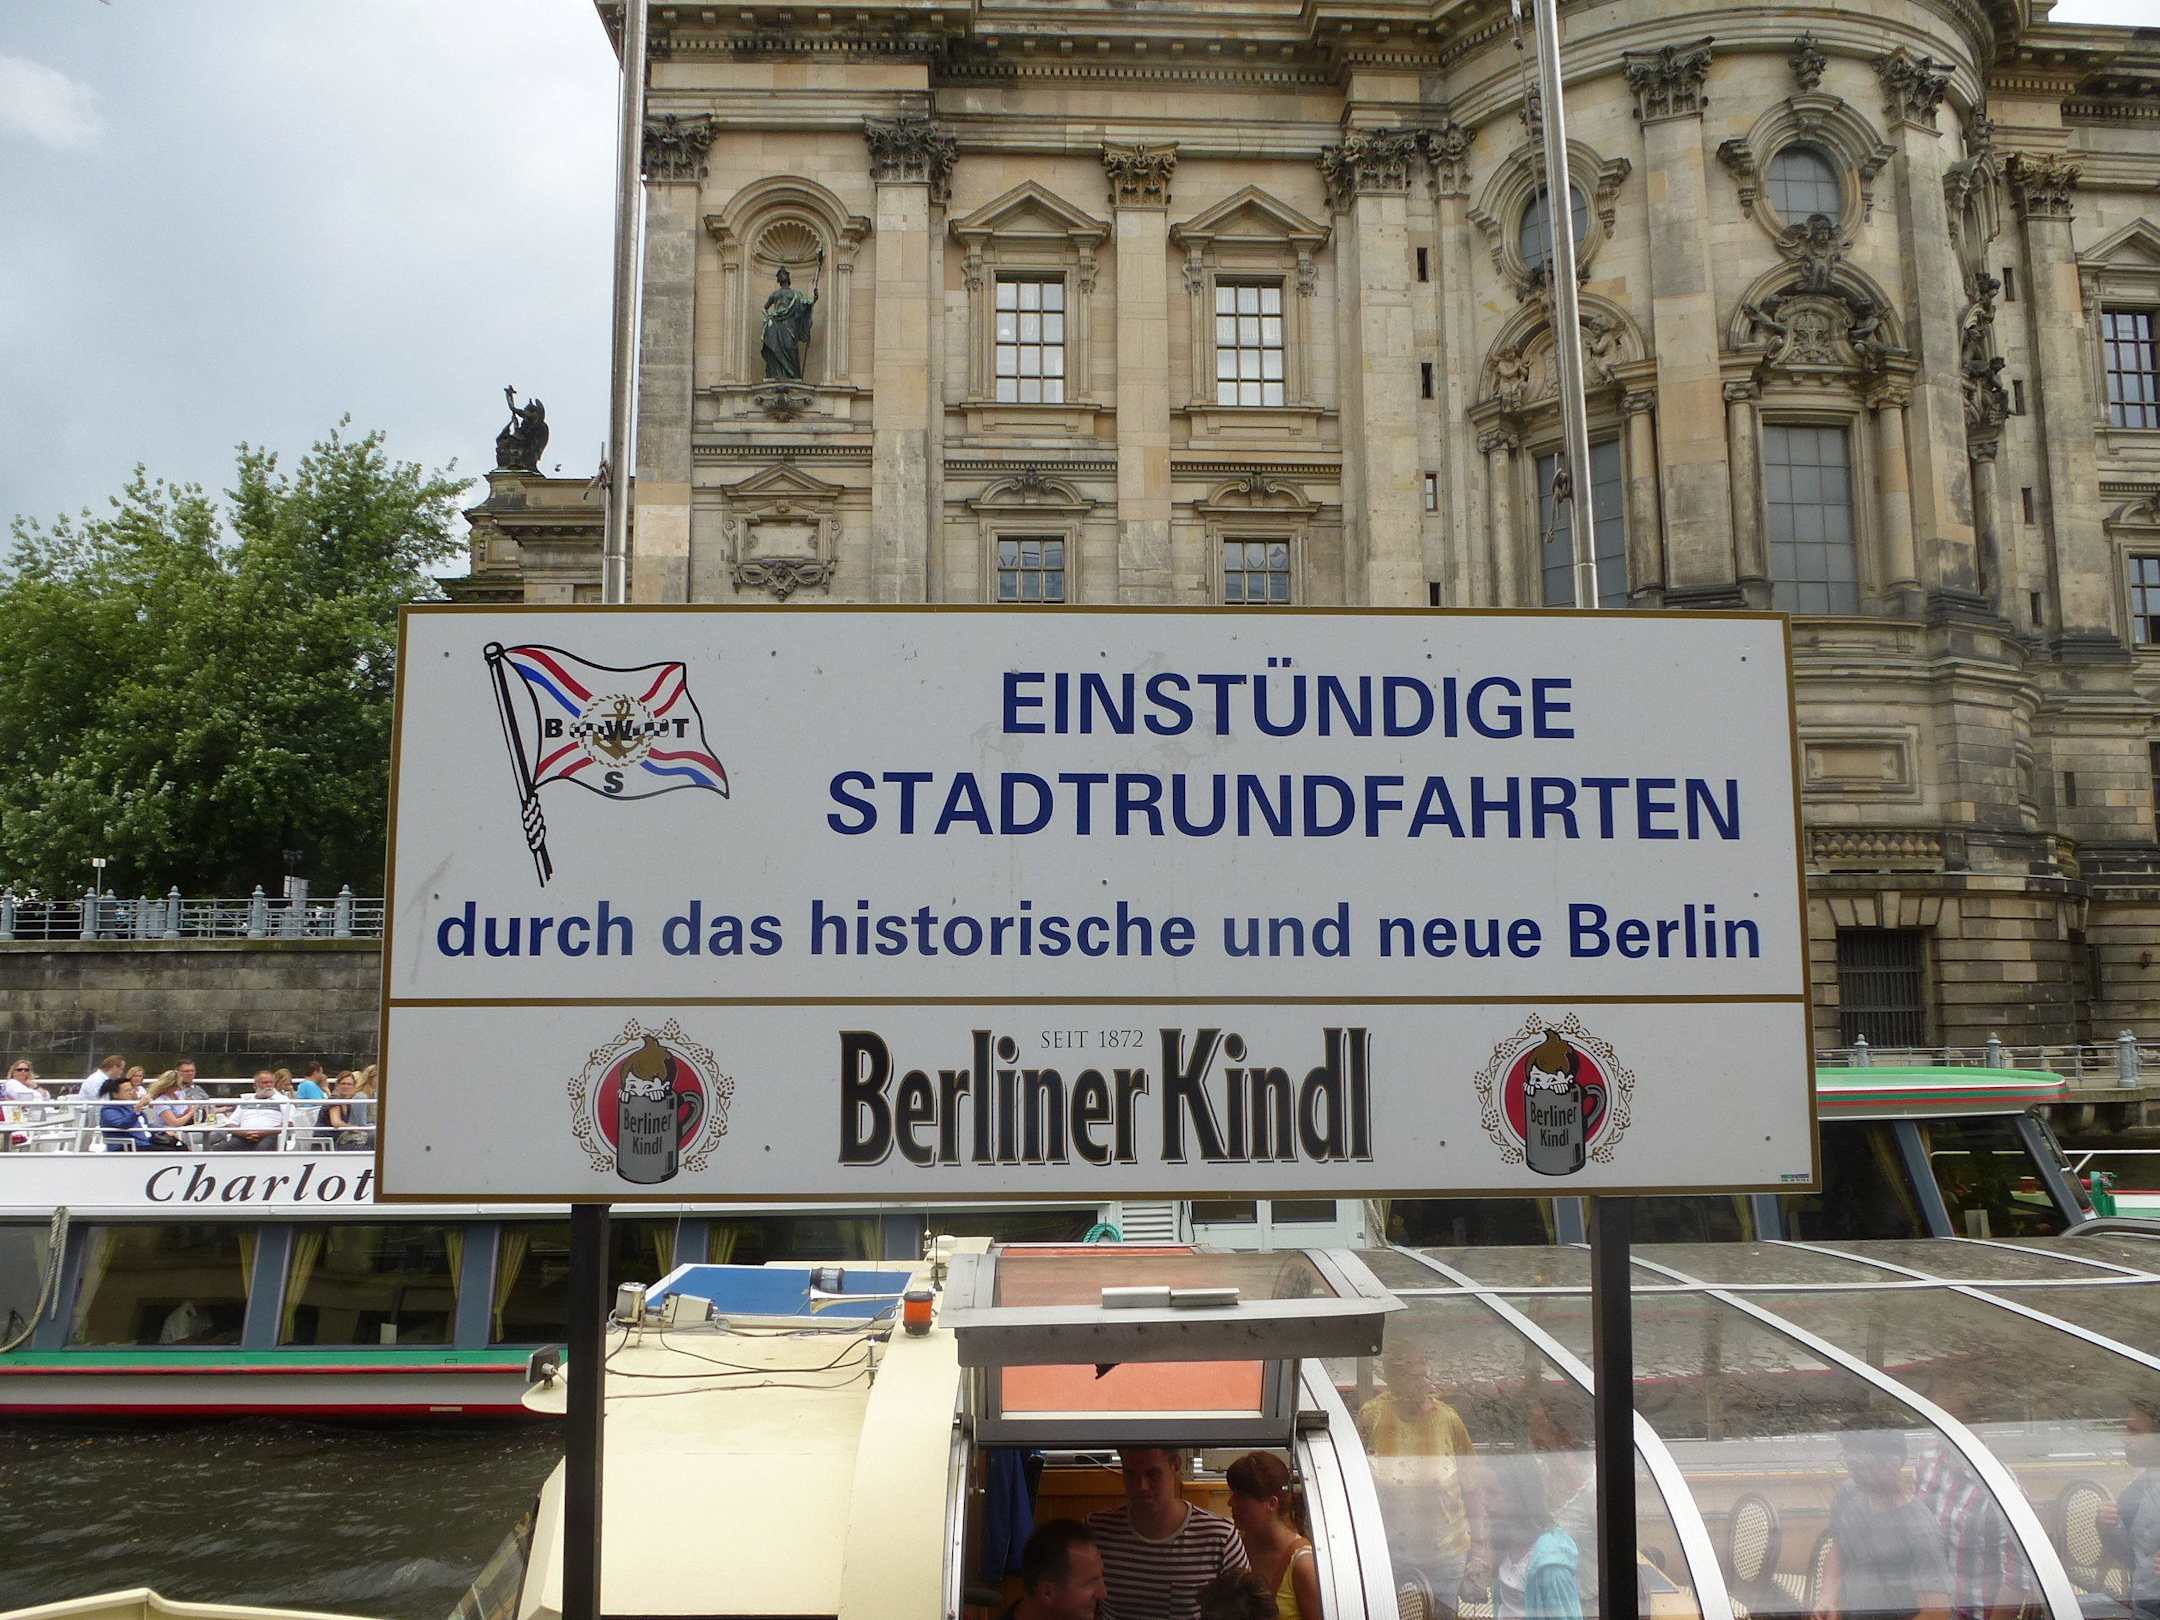 EINSTÜNDIGE
STADTRUNDFAHRTEN
durch das historische und neue Berlin
SEIT 1872
Berliner Kindl
Berliner
Kindl
Berliner
Kindl
Charlot